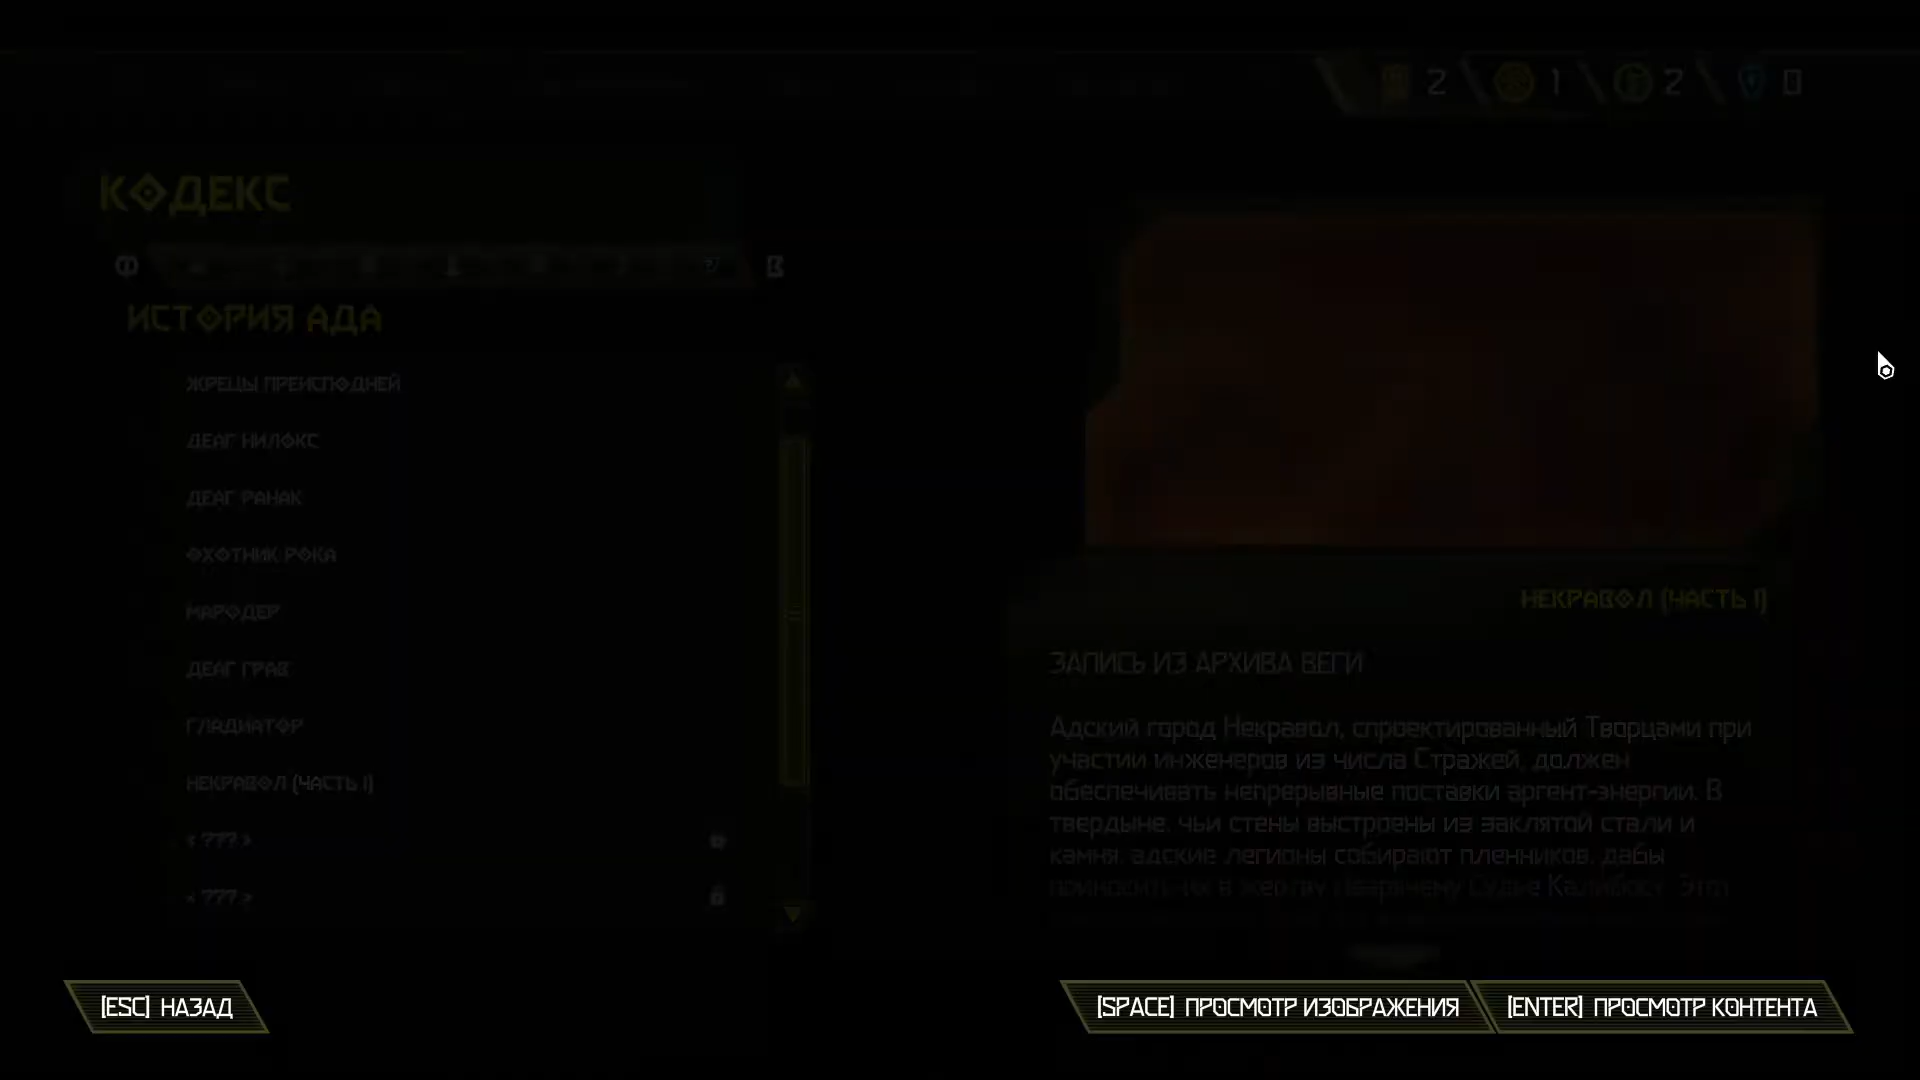 2 1 2 0
КОДЕКС
ИСТОРИЯ АДА
ЖРЕЦЫ ПРЕИСПОДНЕЙ
ДЕАГ НИЛОКС
ДЕАГ РАНАК
ОХОТНИК РОКА
МАРОДЕР
ДЕАГ ГРАВ
ГЛАДИАТОР
НЕКРАВОЛ (ЧАСТЬ I)
< ??? >
< ??? >
НЕКРАВОЛ (ЧАСТЬ I)
ЗАПИСЬ ИЗ АРХИВА ВЕГИ
Адский город Некравол, спроектированный Творцами при
участии инженеров из числа Стражей, должен
обеспечивать непрерывные поставки аргент-энергии. В
твердыне, чьи стены выстроены из заклятой стали и
камня, адские легионы собирают пленников, дабы
приносить их в жертву
[ESC] НАЗАД
[SPACE] ПРОСМОТР ИЗОБРАЖЕНИЯ
[ENTER] ПРОСМОТР КОНТЕНТА